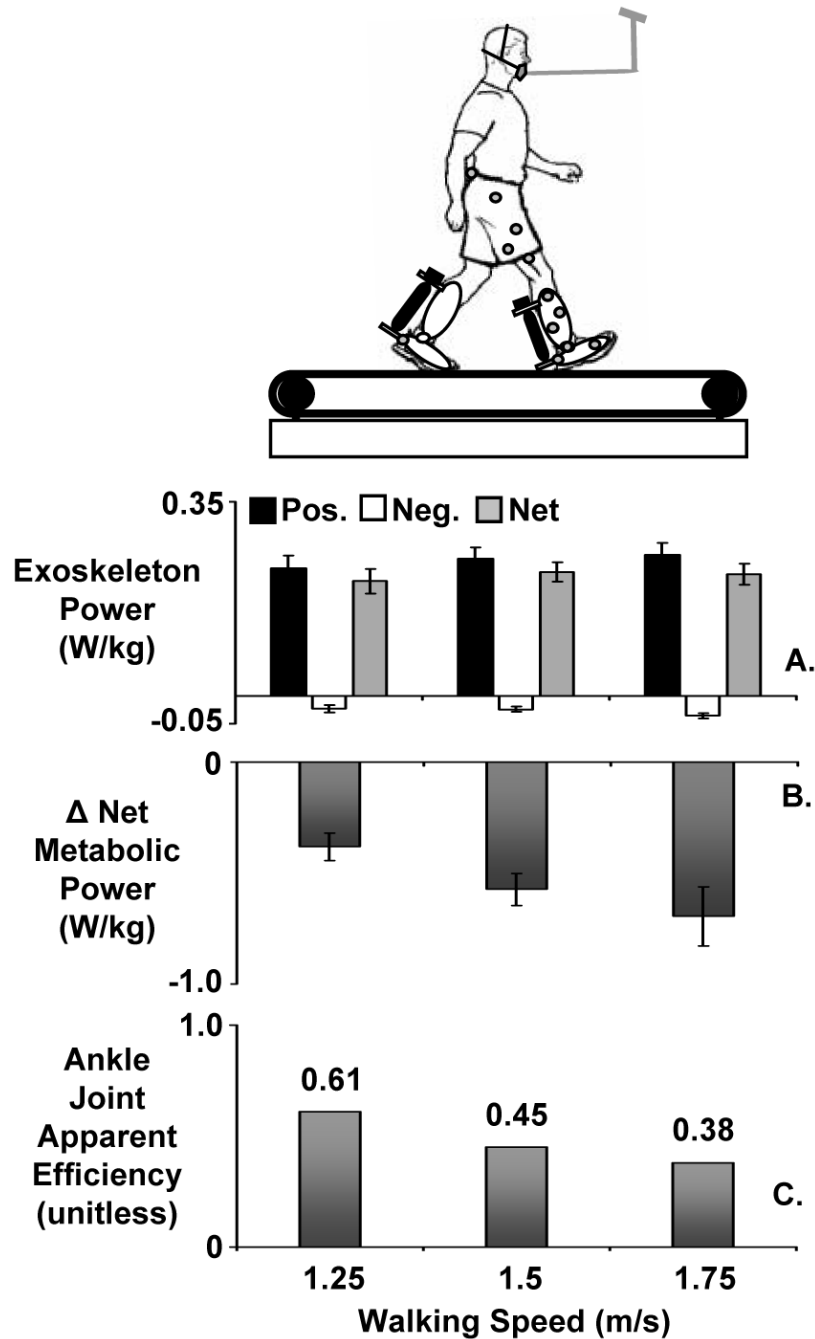 0.35
Pos. Neg. Net
Exoskeleton
Power
(W/kg)
A.
-0.05
0
B.
Δ Net
Metabolic
Power
(W/kg)
-1.0
1.0
Ankle
Joint
Apparent
Efficiency
(unitless)
0.61
0.45
0.38
C.
0
1.25 1.5 1.75
Walking Speed (m/s)